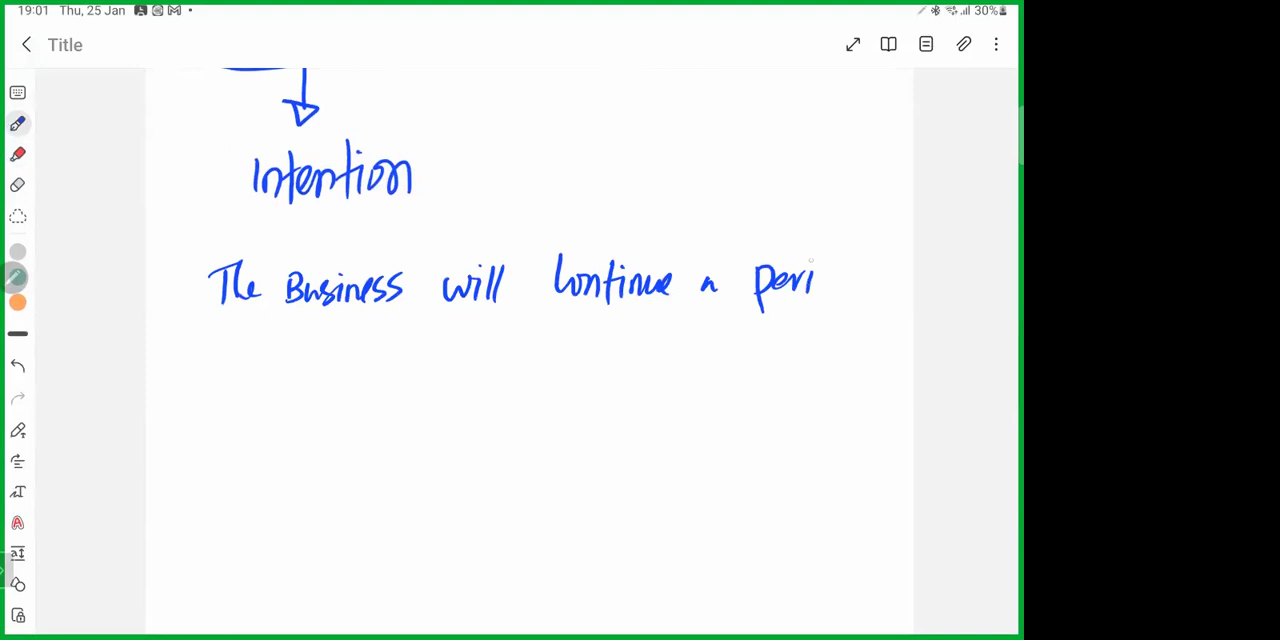 19:01 Thu, 25 Jan
30%
Title
Intention
The Business will Continue a peri